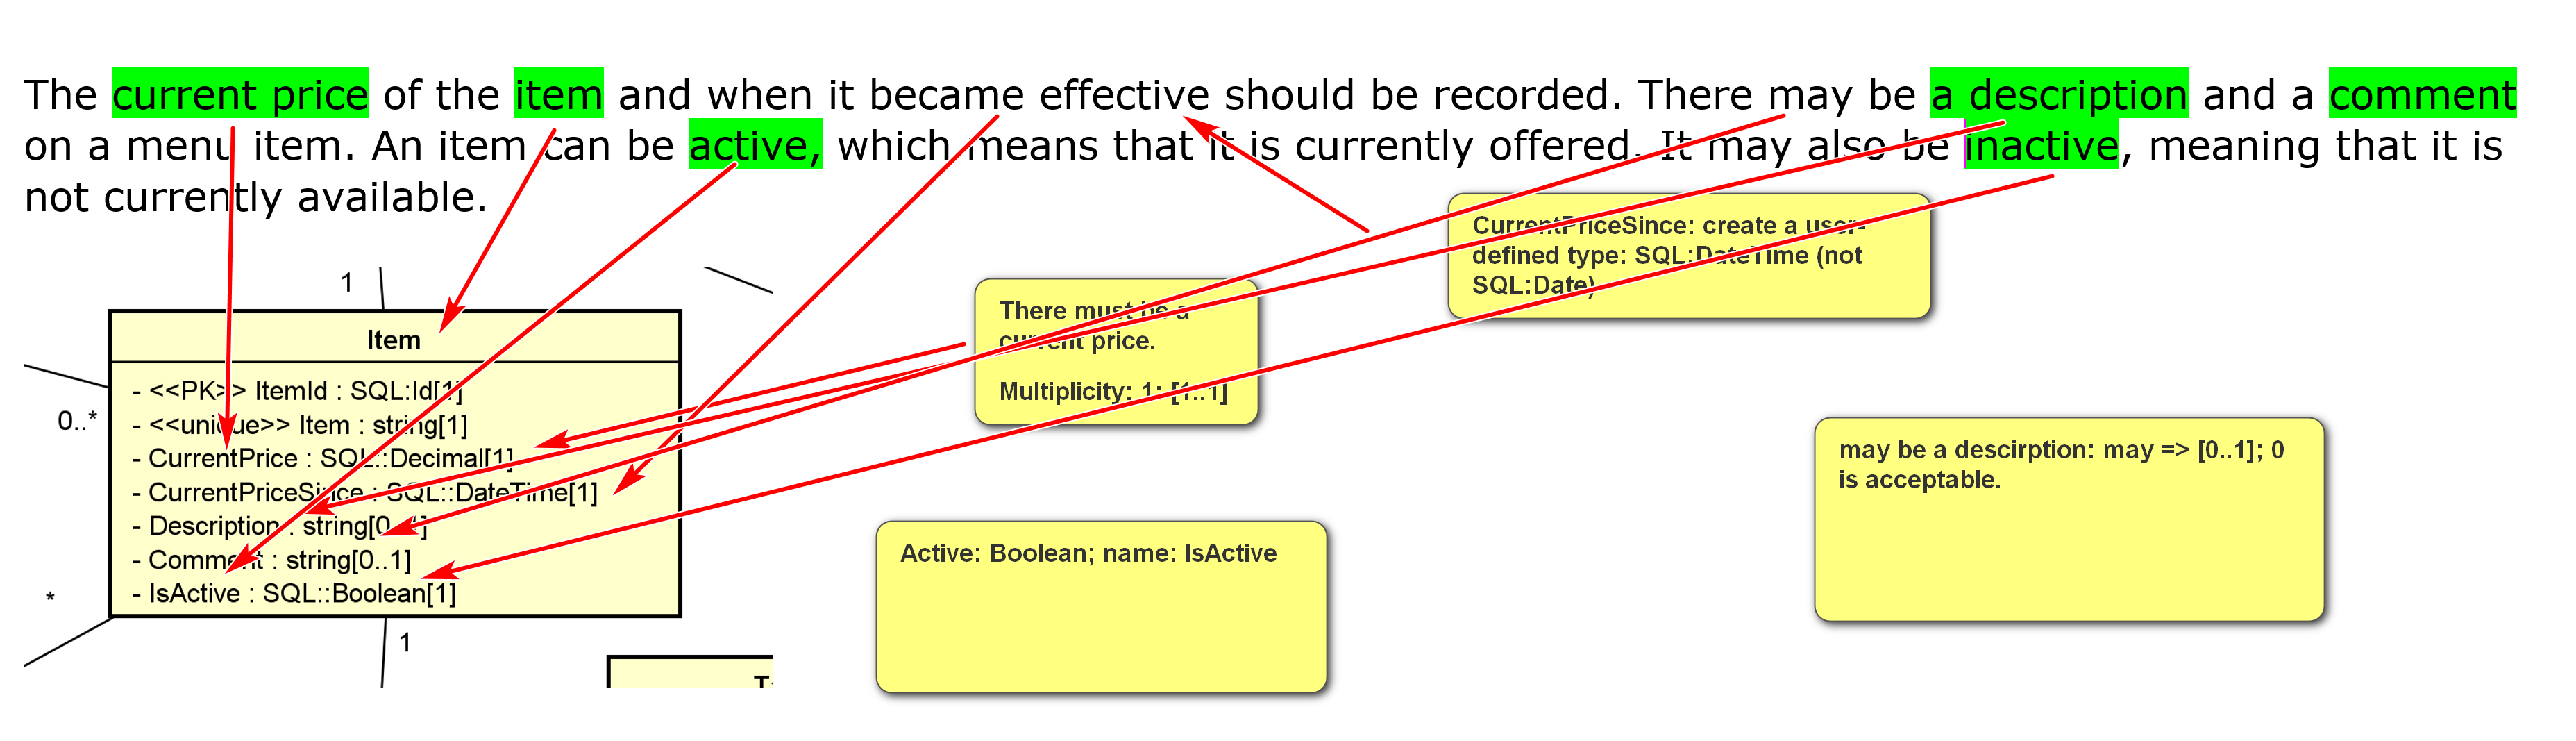 The current price of the item and when it became effective should be recorded. There may be a description and a comment
on a menu item. An item can be active, which means that it is currently offered. It may also be inactive, meaning that it is
not currently available.
CurrentPriceSince: create a user-
defined type: SQL:DateTime (not
SQL:Date)
There must be a
current price.
Multiplicity: 1; [1..1]
1
Item
- <<PK>> ItemId : SQL:Id[1]
- <<unique>> Item : string[1]
- CurrentPrice : SQL::Decimal[1]
- CurrentPriceSince : SQL::DateTime[1]
- Description : string[0..1]
- Comment : string[0..1]
- IsActive : SQL::Boolean[1]
0..*
*
1
may be a descirption: may => [0..1]; 0
is acceptable.
Active: Boolean; name: IsActive